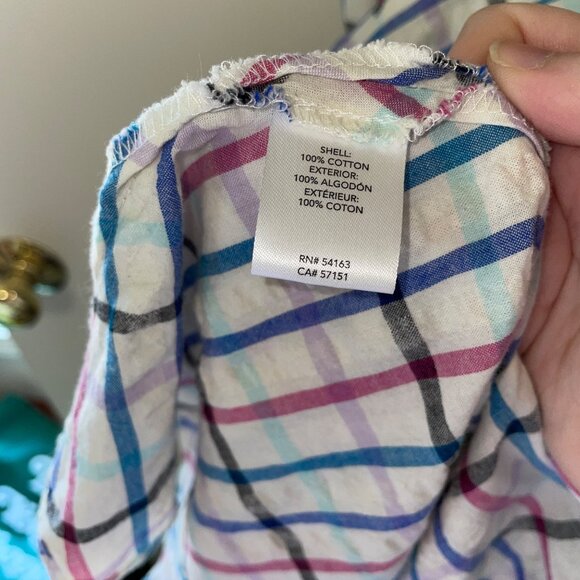 SHELL:
100% COTTON
EXTERIOR:
100% ALGODÓN
EXTÉRIEUR:
100% COTON
RN# 54163
CA# 57151